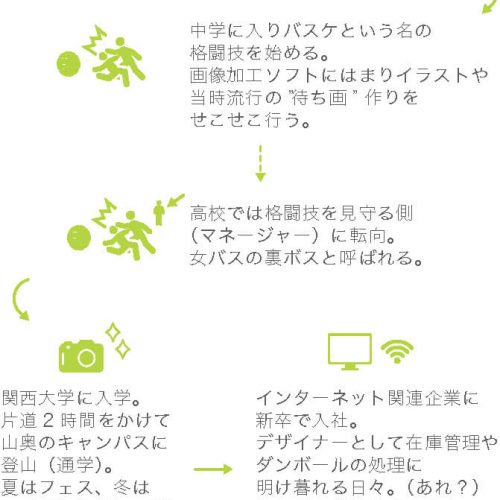 中学に入りバスケという名の
格闘技を始める。
画像加工ソフトにはまりイラストや
当時流行の”待ち画”作りを
せこせこ行う。
高校では格闘技を見守る側
（マネージャー）に転向。
女バスの裏ボスと呼ばれる。
関西大学に入学。
片道2時間をかけて
山奥のキャンパスに
登山（通学）。
夏はフェス、冬は
インターネット関連企業に
新卒で入社。
デザイナーとして在庫管理や
ダンボールの処理に
明け暮れる日々。（あれ？）